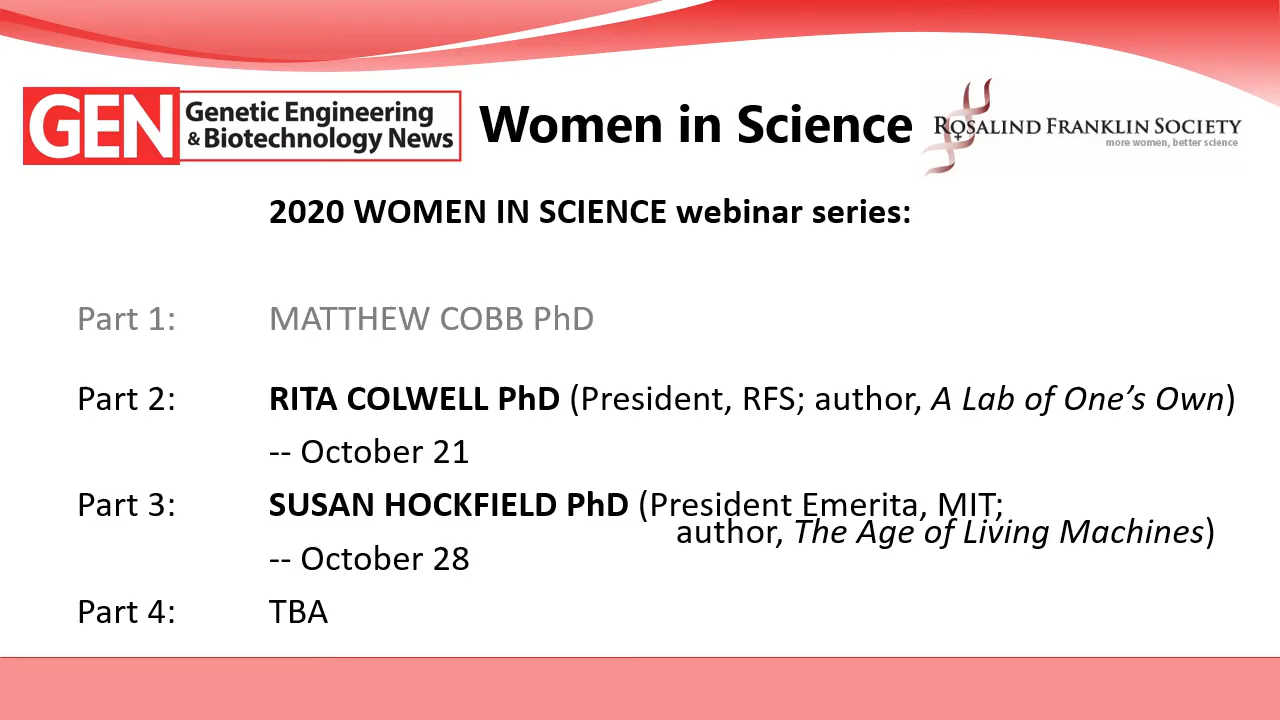 GEN Genetic Engineering & Biotechnology News
Women in Science
ROSALIND FRANKLIN SOCIETY
more women, better science
2020 WOMEN IN SCIENCE webinar series:
Part 1: MATTHEW COBB PhD
Part 2: RITA COLWELL PhD (President, RFS; author, A Lab of One’s Own)
-- October 21
Part 3: SUSAN HOCKFIELD PhD (President Emerita, MIT;
author, The Age of Living Machines)
-- October 28
Part 4: TBA